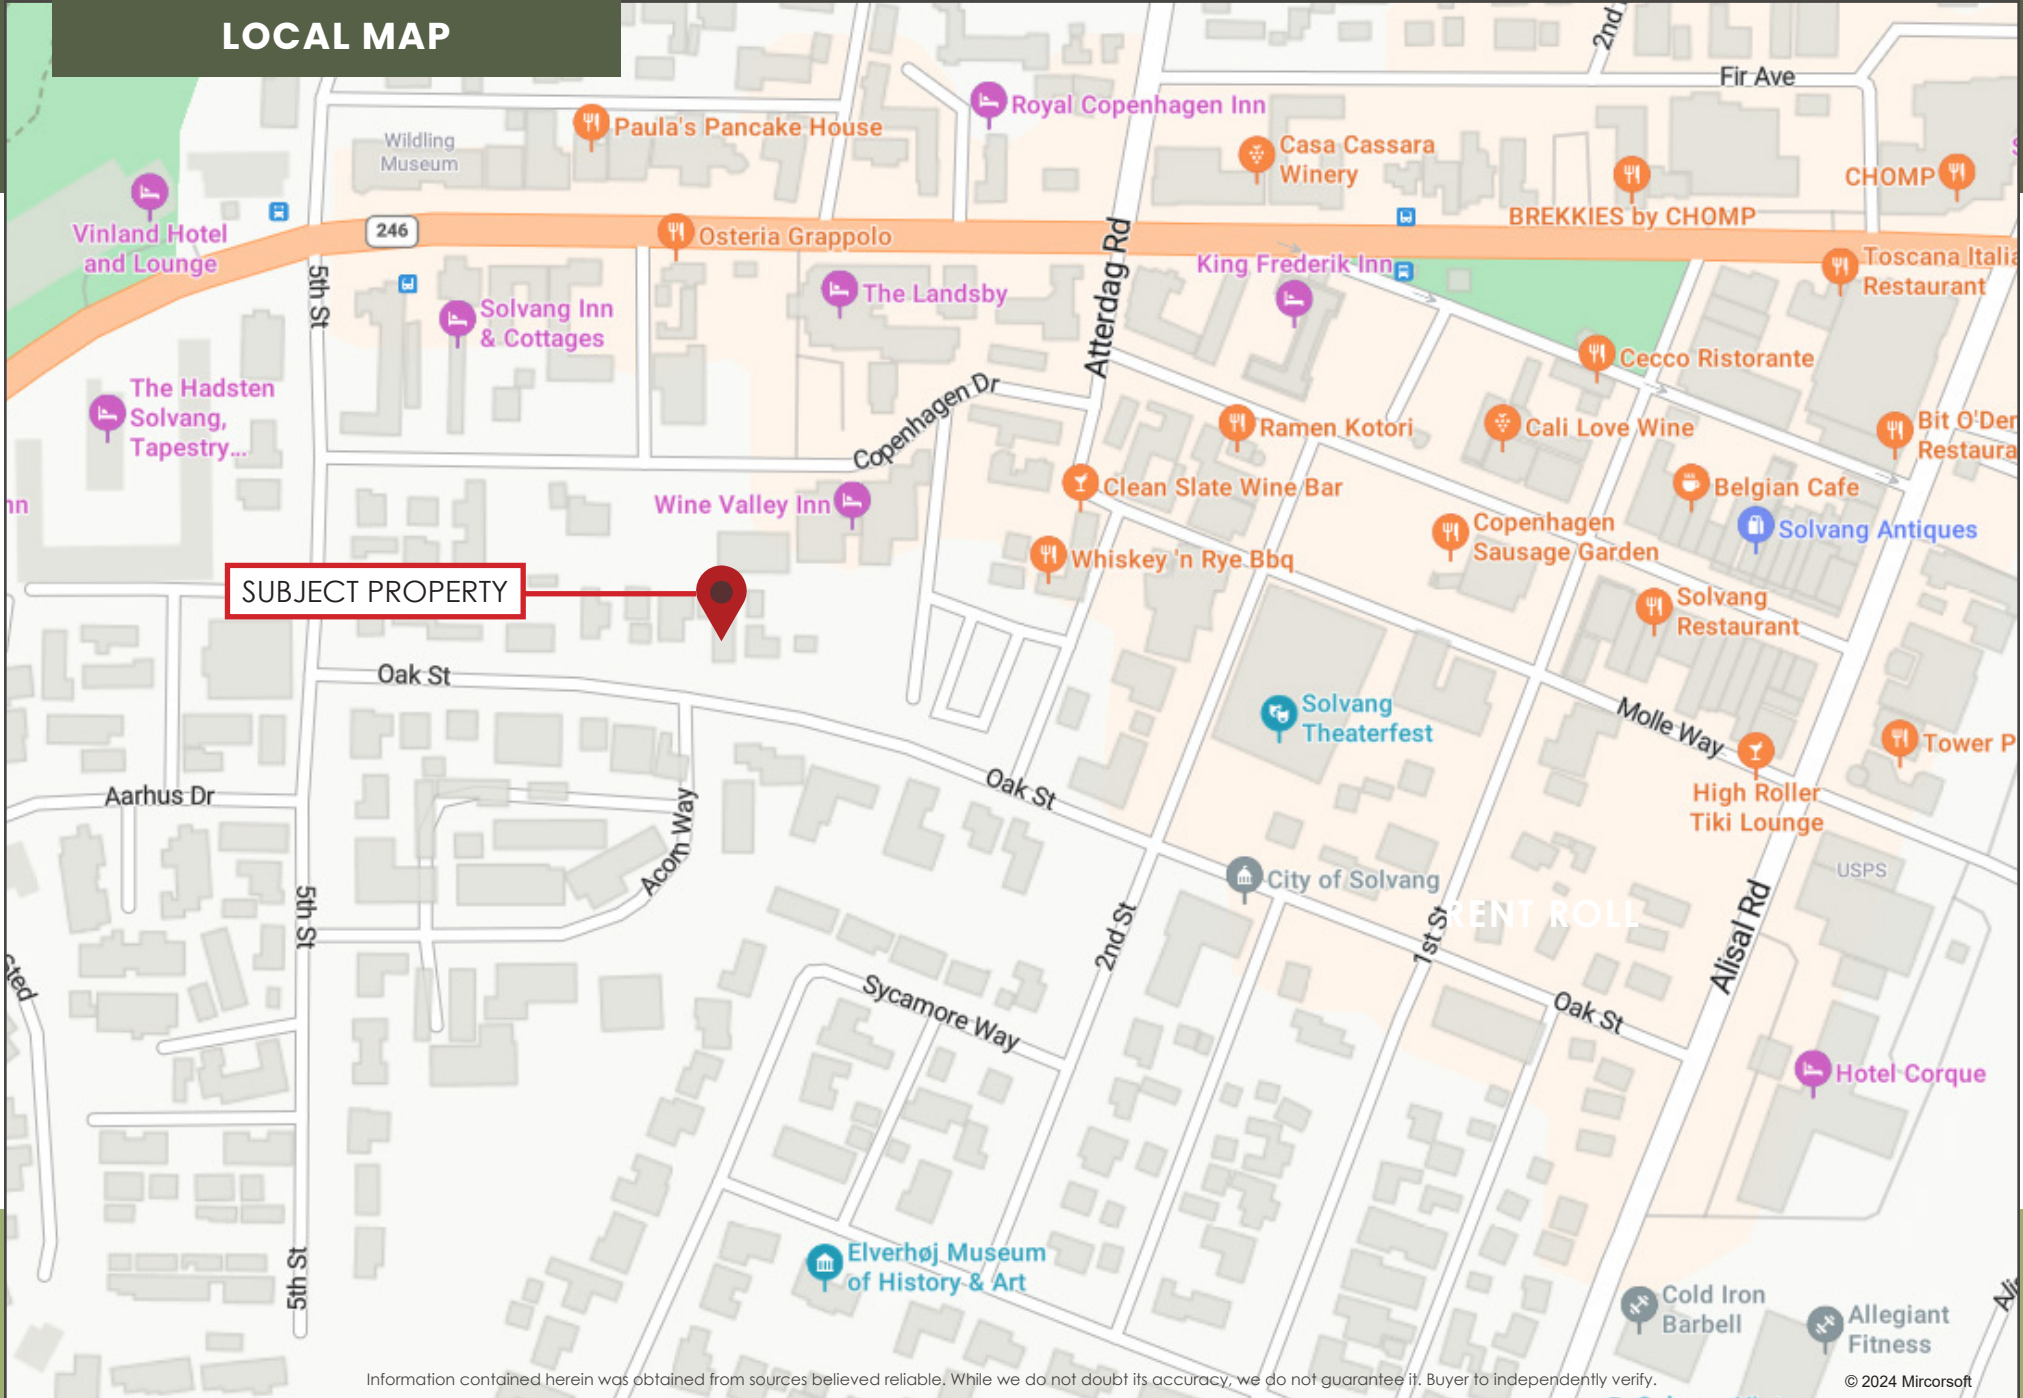 LOCAL MAP
2nd
Fir Ave
Royal Copenhagen Inn
Paula's Pancake House
Wildling
Museum
Casa Cassara
Winery
CHOMP
BREKKIES by CHOMP
Vinland Hotel
and Lounge
246
Osteria Grappolo
Atterdag Rd
King Frederik Inn
Toscana Italia
Restaurant
5th St
Solvang Inn
& Cottages
The Landsby
Cecco Ristorante
The Hadsten
Solvang,
Tapestry...
Copenhagen Dr
Ramen Kotori
Cali Love Wine
Bit O'Den
Restaura
nn
Wine Valley Inn
Clean Slate Wine Bar
Belgian Cafe
Solvang Antiques
Copenhagen
Sausage Garden
Whiskey 'n Rye Bbq
SUBJECT PROPERTY
Solvang
Restaurant
Oak St
Solvang
Theaterfest
Molle Way
Tower P
Aarhus Dr
Oak St
High Roller
Tiki Lounge
Acorn Way
USPS
City of Solvang
5th St
2nd St
1st St
RENT ROLL
Alisal Rd
sted
Sycamore Way
Oak St
Hotel Corque
Elverhøj Museum
of History & Art
5th St
Cold Iron
Barbell
Allegiant
Fitness
Alis
Information contained herein was obtained from sources believed reliable. While we do not doubt its accuracy, we do not guarantee it. Buyer to independently verify.
© 2024 Mircorsoft